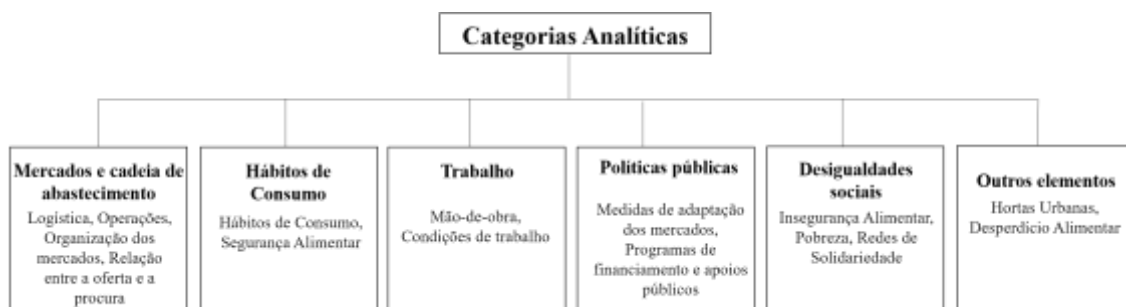 Categorias Analíticas
Mercados e cadeia de
abastecimento
Logística, Operações,
Organização dos
mercados, Relação
entre a oferta e a
procura
Hábitos de
Consumo
Hábitos de Consumo,
Segurança Alimentar
Trabalho
Mão-de-obra,
Condições de trabalho
Políticas públicas
Medidas de adaptação
dos mercados,
Programas de
financiamento e apoios
públicos
Desigualdades
sociais
Insegurança Alimentar,
Pobreza, Redes de
Solidariedade
Outros elementos
Hortas Urbanas,
Desperdício Alimentar